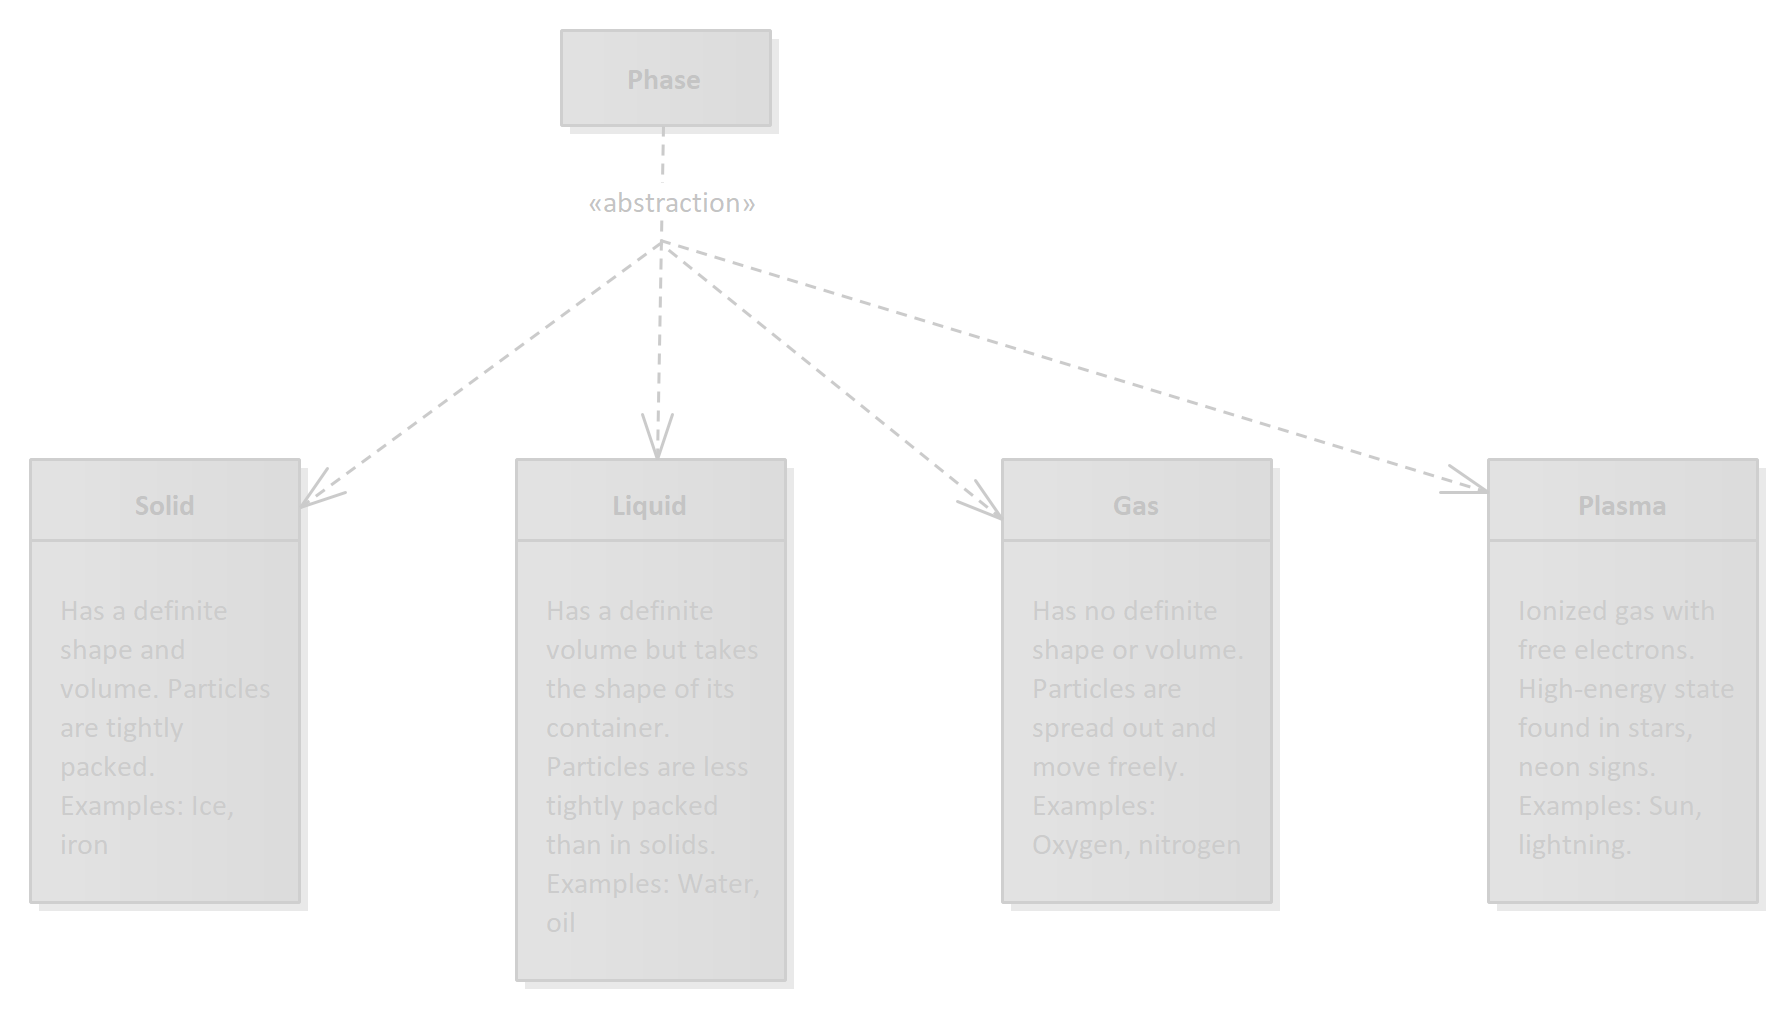 Phase
«abstraction»
Solid
Has a definite
shape and
volume. Particles
are tightly
packed.
Examples: Ice,
iron
Liquid
Has a definite
volume but takes
the shape of its
container.
Particles are less
tightly packed
than in solids.
Examples: Water,
oil
Gas
Has no definite
shape or volume.
Particles are
spread out and
move freely.
Examples:
Oxygen, nitrogen
Plasma
Ionized gas with
free electrons.
High-energy state
found in stars,
neon signs.
Examples: Sun,
lightning.